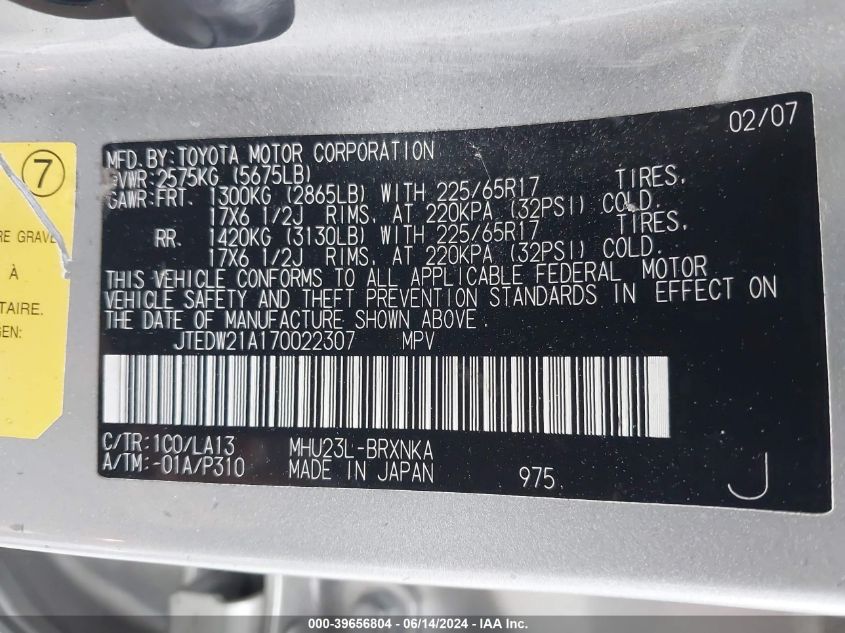 02/07
MFD. BY: TOYOTA MOTOR CORPORATION
GVWR: 2575KG (5675LB)
GAWR: FRT. 1300KG (2865LB) WITH 225/65R17 TIRES,
17X6 1/2J RIMS, AT 220KPA (32PSI) COLD.
RR. 1420KG (3130LB) WITH 225/65R17 TIRES,
17X6 1/2J RIMS, AT 220KPA (32PSI) COLD.
THIS VEHICLE CONFORMS TO ALL APPLICABLE FEDERAL MOTOR
VEHICLE SAFETY AND THEFT PREVENTION STANDARDS IN EFFECT ON
THE DATE OF MANUFACTURE SHOWN ABOVE.
JTEDW21A170022307 MPV
C/TR: 1C0/LA13 MHU23L-BRXNKA
A/TM: -01A/P310 MADE IN JAPAN 975 J
7
RE GRAVE
À
TAIRE.
GEN:
000-39656804 - 06/14/2024 - IAA Inc.